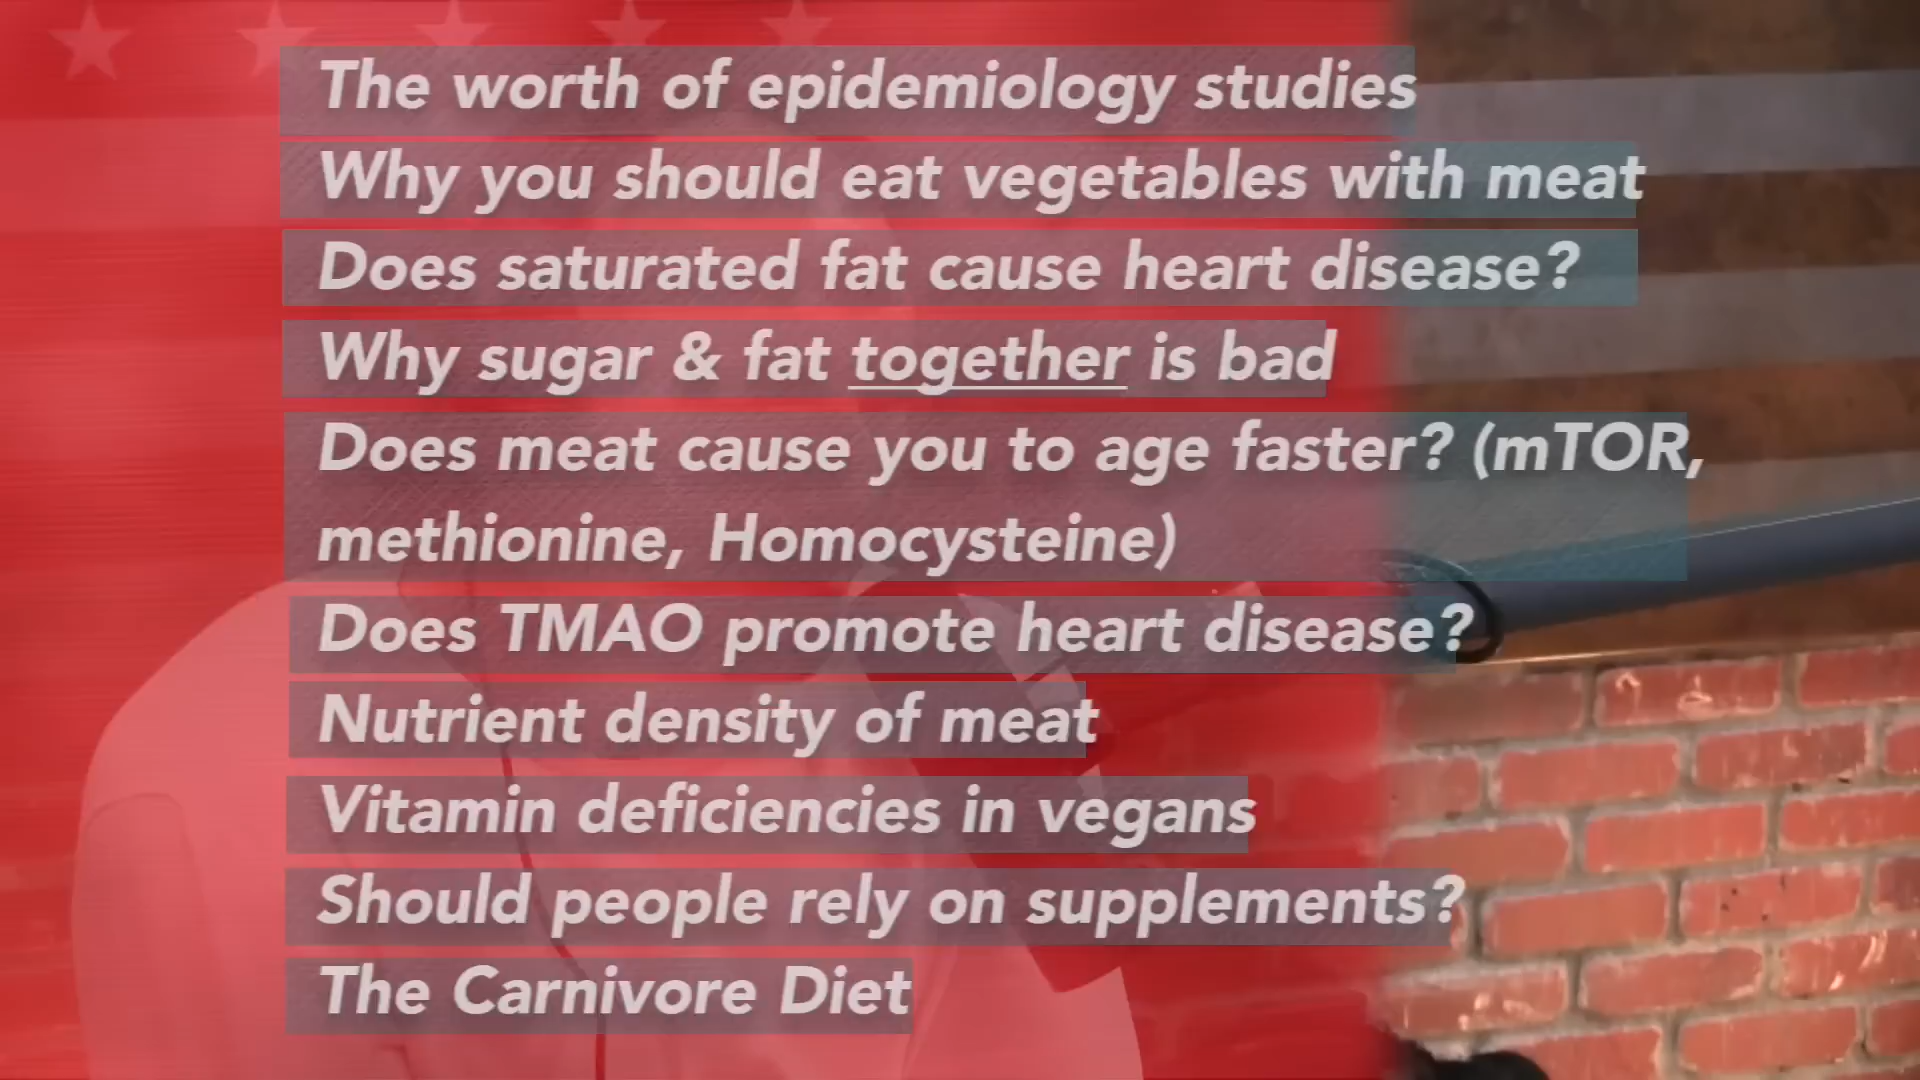 The worth of epidemiology studies
Why you should eat vegetables with meat
Does saturated fat cause heart disease?
Why sugar & fat together is bad
Does meat cause you to age faster? (mTOR,
methionine, Homocysteine)
Does TMAO promote heart disease?
Nutrient density of meat
Vitamin deficiencies in vegans
Should people rely on supplements?
The Carnivore Diet